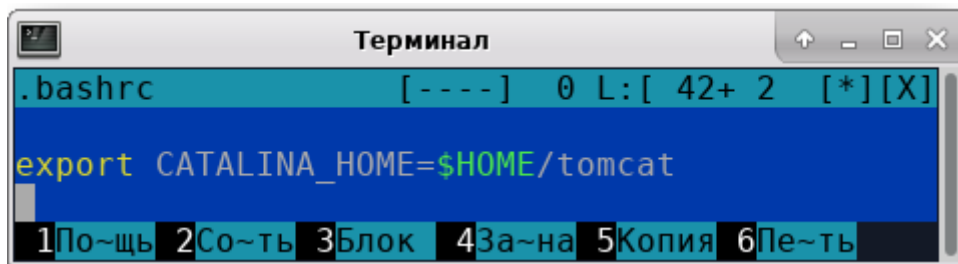 Терминал
.bashrc [----] 0 L:[ 42+ 2 [*][X]
export CATALINA_HOME=$HOME/tomcat
1По~щь 2Со~ть 3Блок 4За~на 5Копия 6Пе~ть